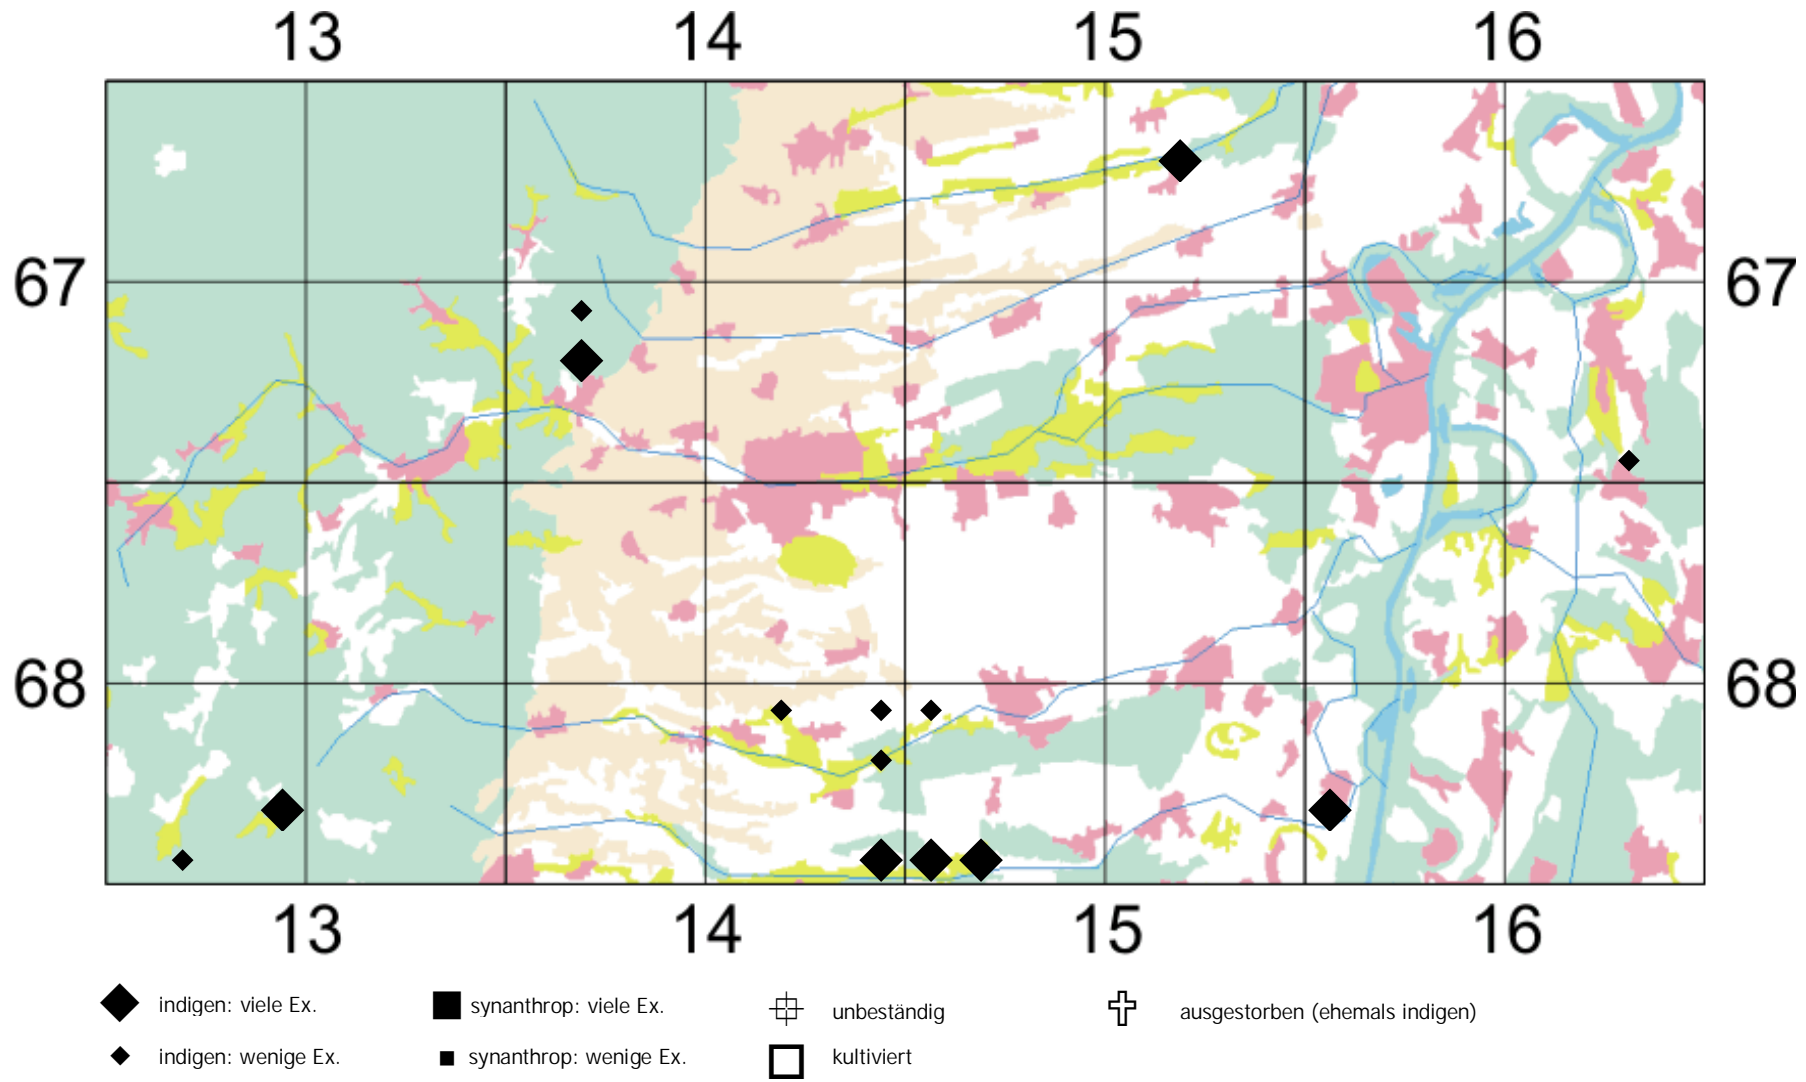 13 14 15 16
67 67
68 68
13 14 15 16
indigen: viele Ex. synanthrop: viele Ex. unbeständig ausgestorben (ehemals indigen)
indigen: wenige Ex. synanthrop: wenige Ex. kultiviert